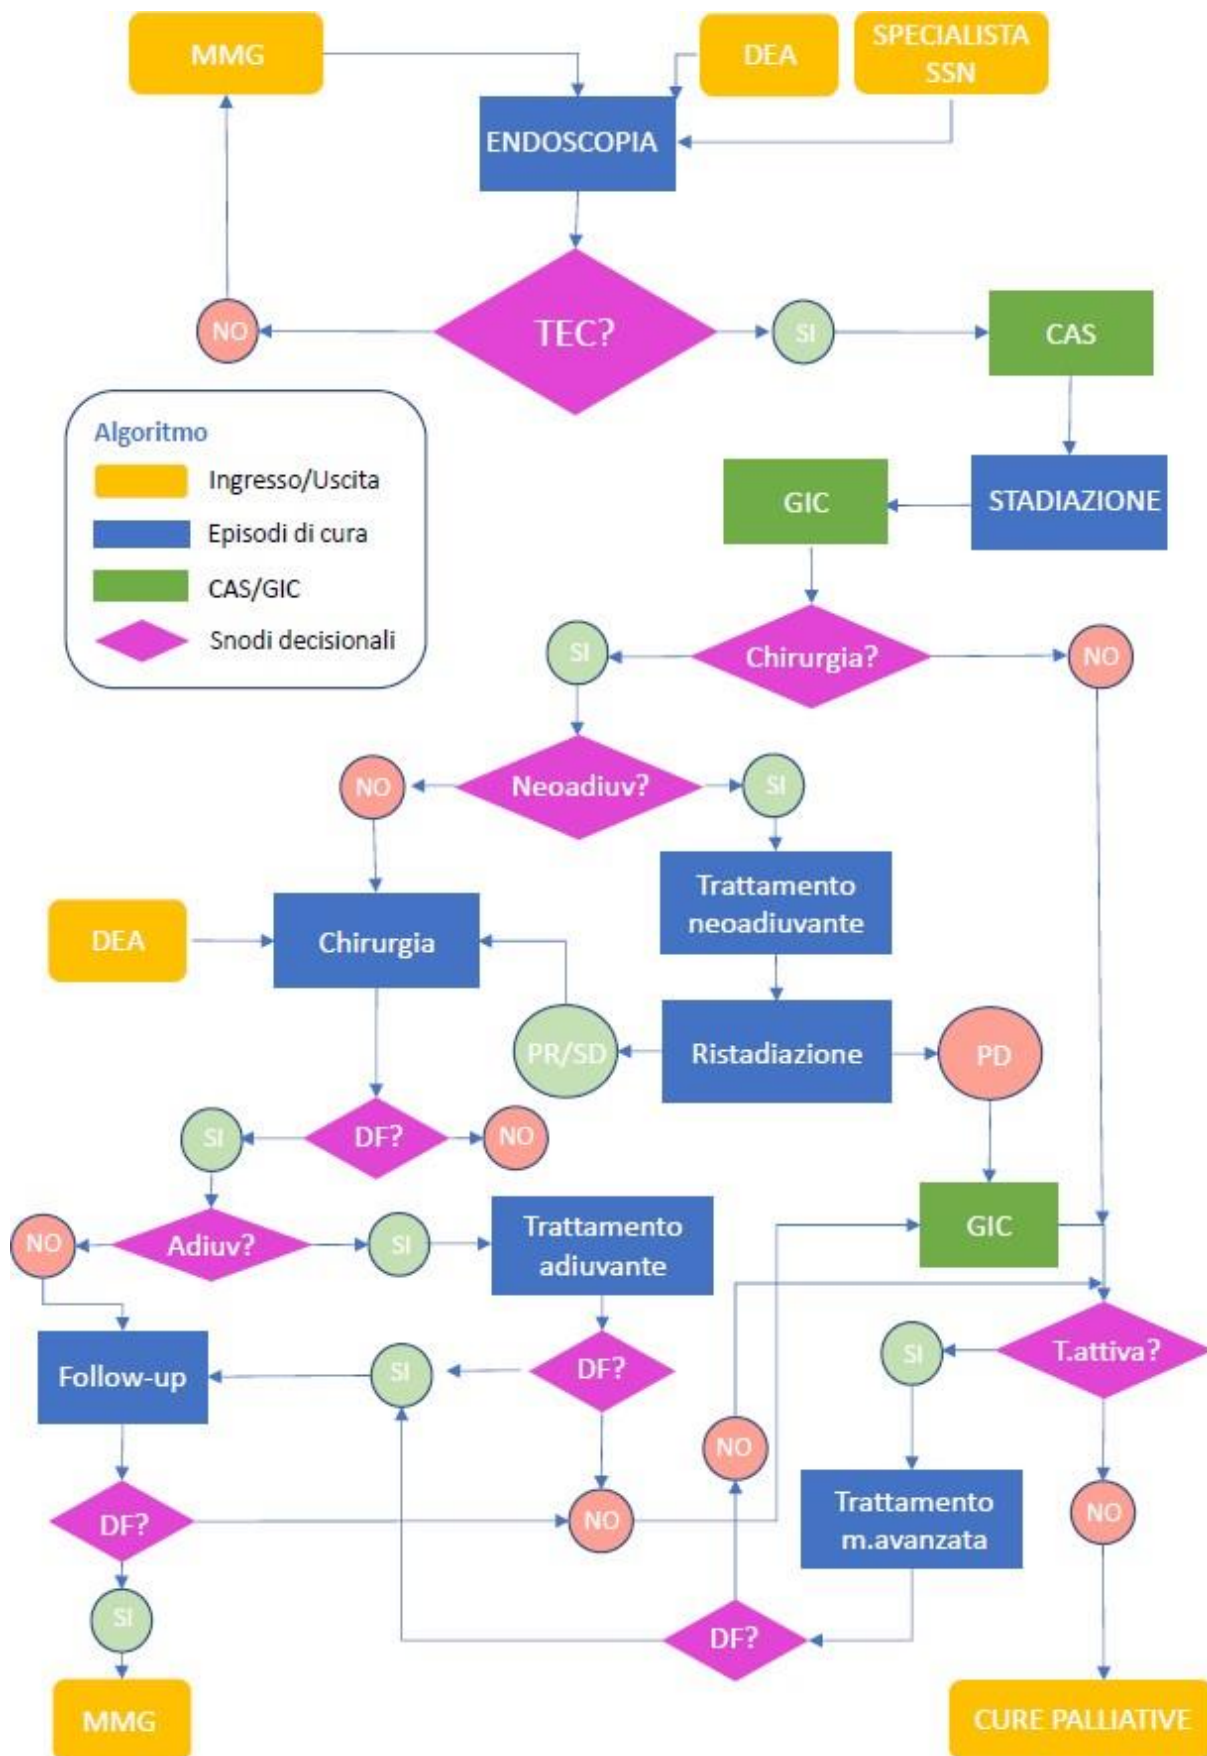 MMG
DEA
SPECIALISTA
SSN
ENDOSCOPIA
TEC?
NO
SI
CAS
Algoritmo
Ingresso/Uscita
Episodi di cura
CAS/GIC
Snodi decisionali
GIC
STADIAZIONE
Chirurgia?
SI
NO
Neoadiuv?
NO
SI
Trattamento
neoadiuvante
DEA
Chirurgia
PR/SD
Ristadiazione
PD
SI
DF?
NO
NO
Adiuv?
SI
Trattamento
adiuvante
GIC
Follow-up
SI
DF?
SI
T.attiva?
NO
DF?
NO
Trattamento
m.avanzata
NO
SI
DF?
MMG
CURE PALLIATIVE